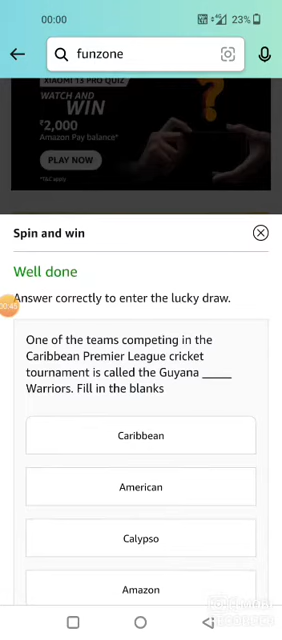 00:00
23%
funzone
XIAOMI 13 PRO QUIZ
WATCH AND
WIN
₹2,000
Amazon Pay balance*
PLAY NOW
*T&C apply
Spin and win
Well done
Answer correctly to enter the lucky draw.
00:45
One of the teams competing in the
Caribbean Premier League cricket
tournament is called the Guyana _____
Warriors. Fill in the blanks
Caribbean
American
Calypso
Amazon